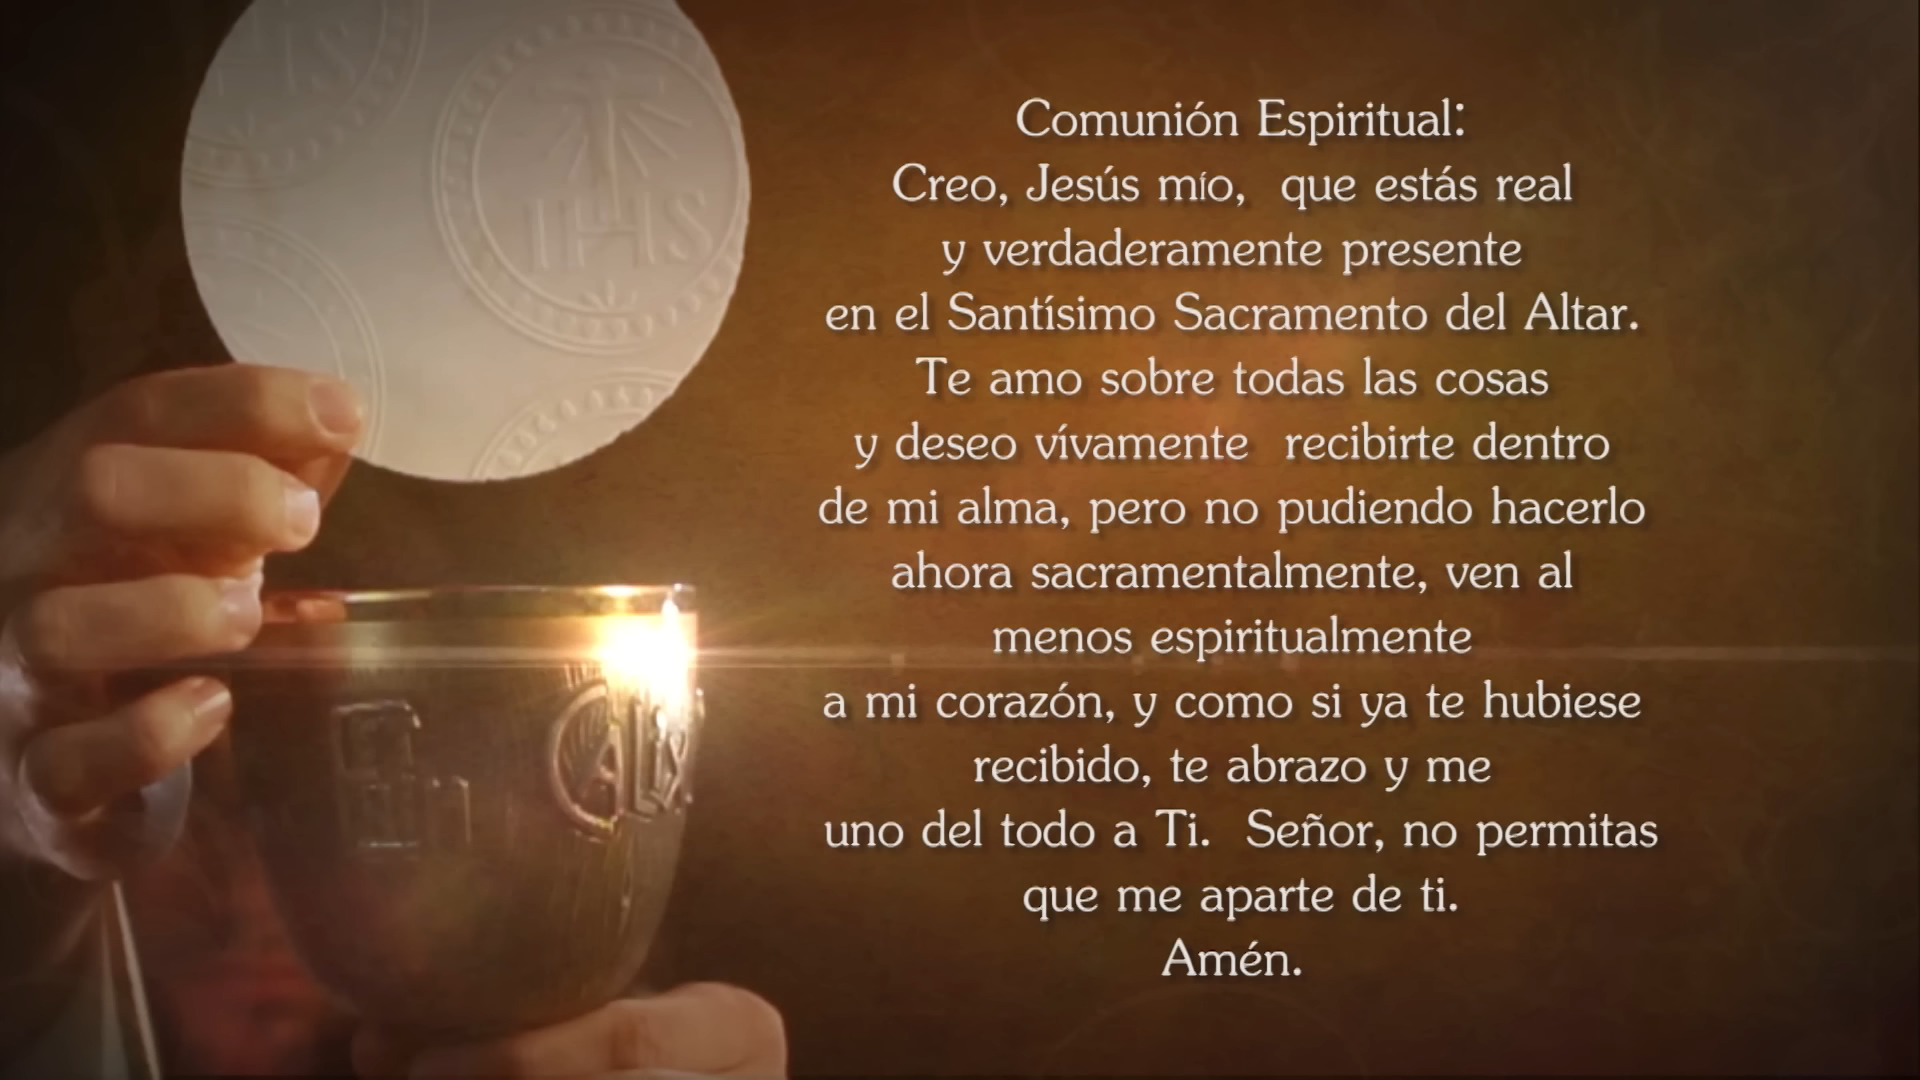 Comunión Espiritual:
Creo, Jesús mío, que estás real
y verdaderamente presente
en el Santísimo Sacramento del Altar.
Te amo sobre todas las cosas
y deseo vívamente recibirte dentro
de mi alma, pero no pudiendo hacerlo
ahora sacramentalmente, ven al
menos espiritualmente
a mi corazón, y como si ya te hubiese
recibido, te abrazo y me
uno del todo a Ti. Señor, no permitas
que me aparte de ti.
Amén.
IHS
CALIX